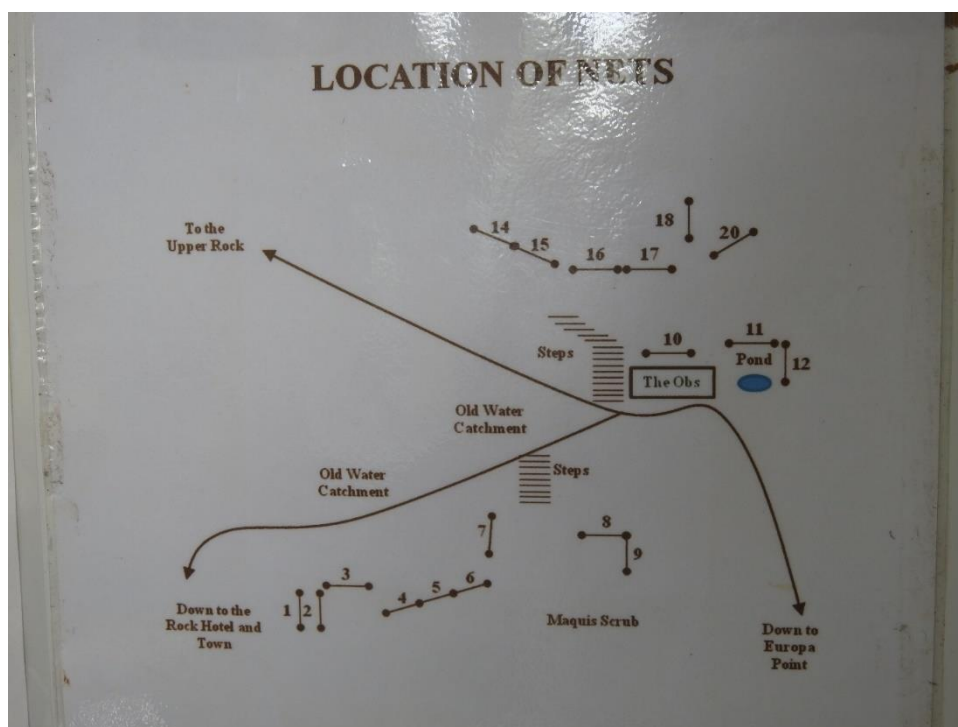 LOCATION OF NETS
To the
Upper Rock
14
15
16
17
18
20
Steps
10
The Obs
11
Pond
12
Old Water
Catchment
Old Water
Catchment
Steps
7
8
9
1
2
3
4
5
6
Down to the
Rock Hotel and
Town
Maquis Scrub
Down to
Europa
Point